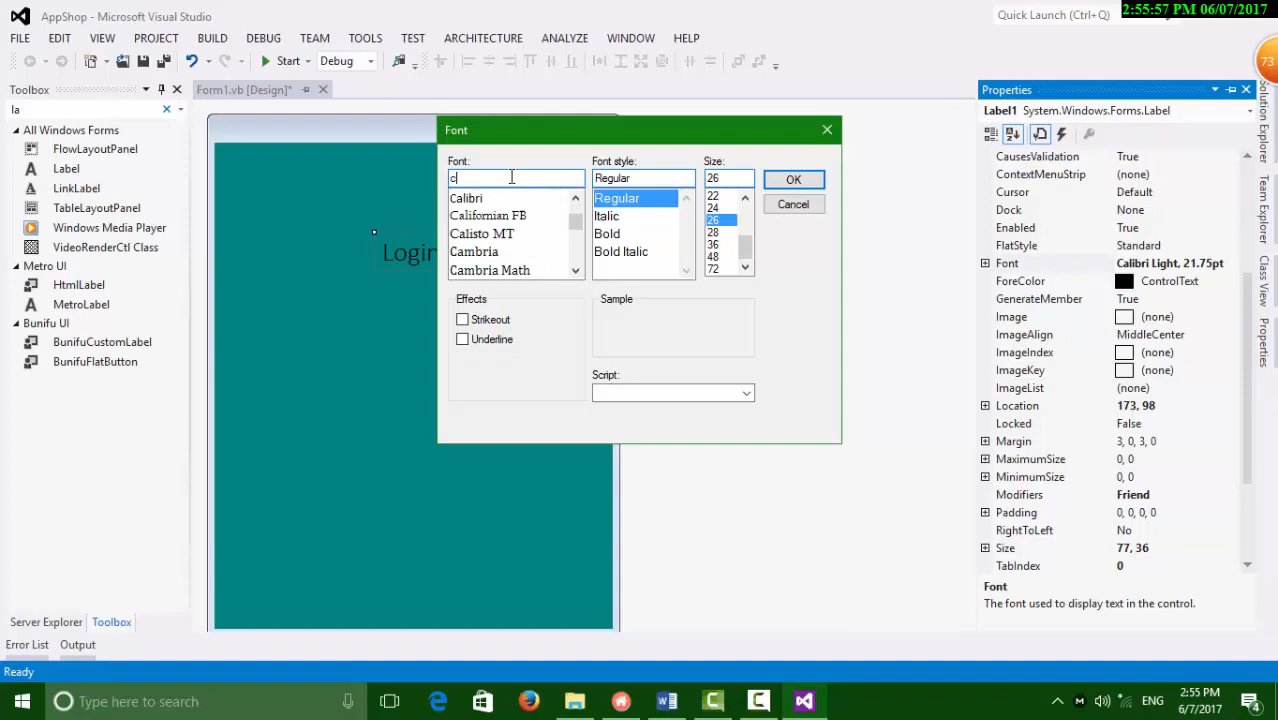 AppShop - Microsoft Visual Studio
Quick Launch (Ctrl+Q)
2:55:57 PM 06/07/2017
FILE EDIT VIEW PROJECT BUILD DEBUG TEAM TOOLS TEST ARCHITECTURE ANALYZE WINDOW HELP
Start Debug
73
Toolbox
la
All Windows Forms
FlowLayoutPanel
Label
LinkLabel
TableLayoutPanel
Windows Media Player
VideoRenderCtl Class
Metro UI
HtmlLabel
MetroLabel
Bunifu UI
BunifuCustomLabel
BunifuFlatButton
Server Explorer Toolbox
Error List Output
Ready
Form1.vb [Design]*
Login
Font
Font:
c
Calibri
Californian FB
Calisto MT
Cambria
Cambria Math
Font style:
Regular
Regular
Italic
Bold
Bold Italic
Size:
26
22
24
26
28
36
48
72
OK
Cancel
Effects
Strikeout
Underline
Sample
Script:
Properties
Label1 System.Windows.Forms.Label
CausesValidation True
ContextMenuStrip (none)
Cursor Default
Dock None
Enabled True
FlatStyle Standard
Font Calibri Light, 21.75pt
ForeColor ControlText
GenerateMember True
Image (none)
ImageAlign MiddleCenter
ImageIndex (none)
ImageKey (none)
ImageList (none)
Location 173, 98
Locked False
Margin 3, 0, 3, 0
MaximumSize 0, 0
MinimumSize 0, 0
Modifiers Friend
Padding 0, 0, 0, 0
RightToLeft No
Size 77, 36
TabIndex 0
Font
The font used to display text in the control.
Solution Explorer
Team Explorer
Class View
Properties
Type here to search
ENG
2:55 PM
6/7/2017
4